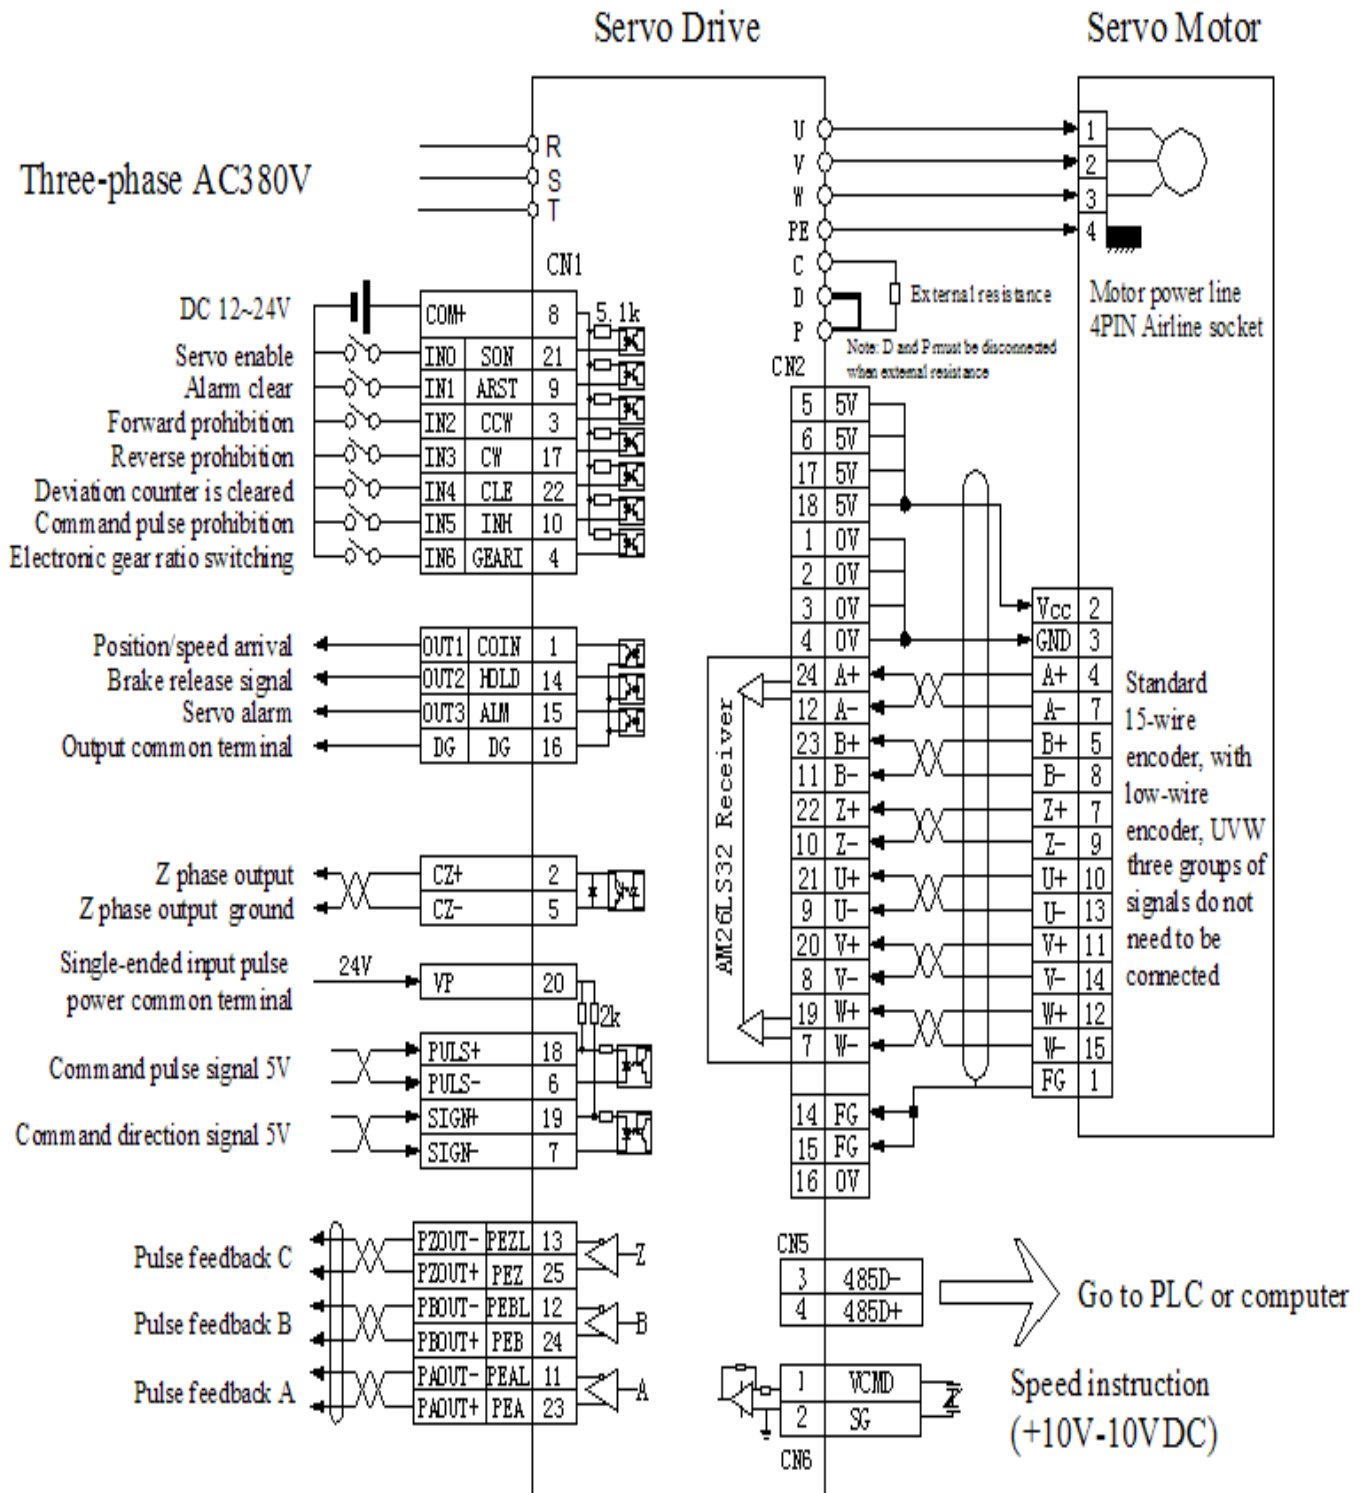 Servo Drive
Servo Motor
Three-phase AC380V
R
S
T
U
V
W
PE
C
D
P
1
2
3
4
External resistance
Note: D and P must be disconnected
when external resistance
Motor power line
4PIN Airline socket
CN1
DC 12~24V
COM+ 8
5.1k
Servo enable
IN0 SON 21
Alarm clear
IN1 ARST 9
Forward prohibition
IN2 CCW 3
Reverse prohibition
IN3 CW 17
Deviation counter is cleared
IN4 CLE 22
Command pulse prohibition
IN5 INH 10
Electronic gear ratio switching
IN6 GEARI 4
Position/speed arrival
OUT1 COIN 1
Brake release signal
OUT2 HDLD 14
Servo alarm
OUT3 ALM 15
Output common terminal
DG DG 16
Z phase output
CZ+ 2
Z phase output ground
CZ- 5
Single-ended input pulse
power common terminal
24V
VP 20
2k
Command pulse signal 5V
PULS+ 18
PULS- 6
Command direction signal 5V
SIGN+ 19
SIGN- 7
Pulse feedback C
PZOUT- PEZL 13
PZOUT+ PEZ 25
Z
Pulse feedback B
PBOUT- PEBL 12
PBOUT+ PEB 24
B
Pulse feedback A
PAOUT- PEAL 11
PAOUT+ PEA 23
A
CN2
5 5V
6 5V
17 5V
18 5V
1 0V
2 0V
3 0V
4 0V
24 A+
12 A-
23 B+
11 B-
22 Z+
10 Z-
21 U+
9 U-
20 V+
8 V-
19 W+
7 W-
14 FG
15 FG
16 0V
AM26LS32 Receiver
Vcc 2
GND 3
A+ 4
A- 7
B+ 5
B- 8
Z+ 7
Z- 9
U+ 10
U- 13
V+ 11
V- 14
W+ 12
W- 15
FG 1
Standard
15-wire
encoder, with
low-wire
encoder, UVW
three groups of
signals do not
need to be
connected
CN5
3 485D-
4 485D+
Go to PLC or computer
1 VCMD
2 SG
CN6
Speed instruction
(+10V-10VDC)